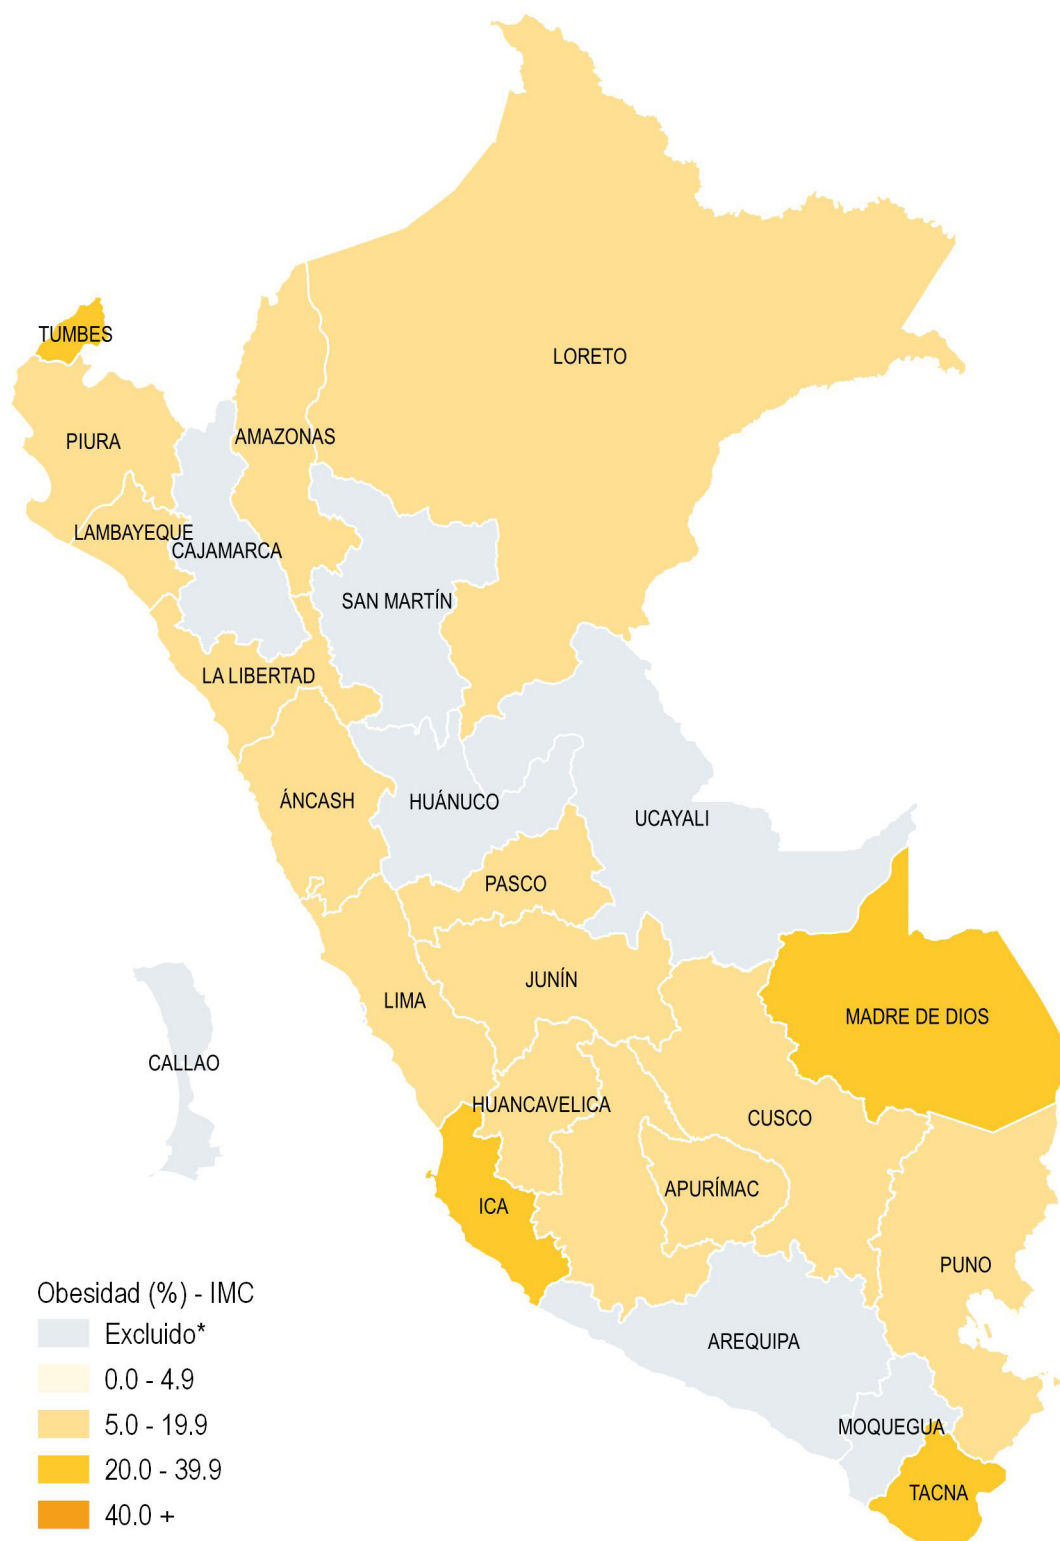 TUMBES
LORETO
PIURA
AMAZONAS
LAMBAYEQUE
CAJAMARCA
SAN MARTÍN
LA LIBERTAD
ÁNCASH
HUÁNUCO
UCAYALI
PASCO
JUNÍN
LIMA
MADRE DE DIOS
CALLAO
HUANCAVELICA
CUSCO
APURÍMAC
ICA
PUNO
AREQUIPA
MOQUEGUA
TACNA
Obesidad (%) - IMC
Excluido*
0.0 - 4.9
5.0 - 19.9
20.0 - 39.9
40.0 +